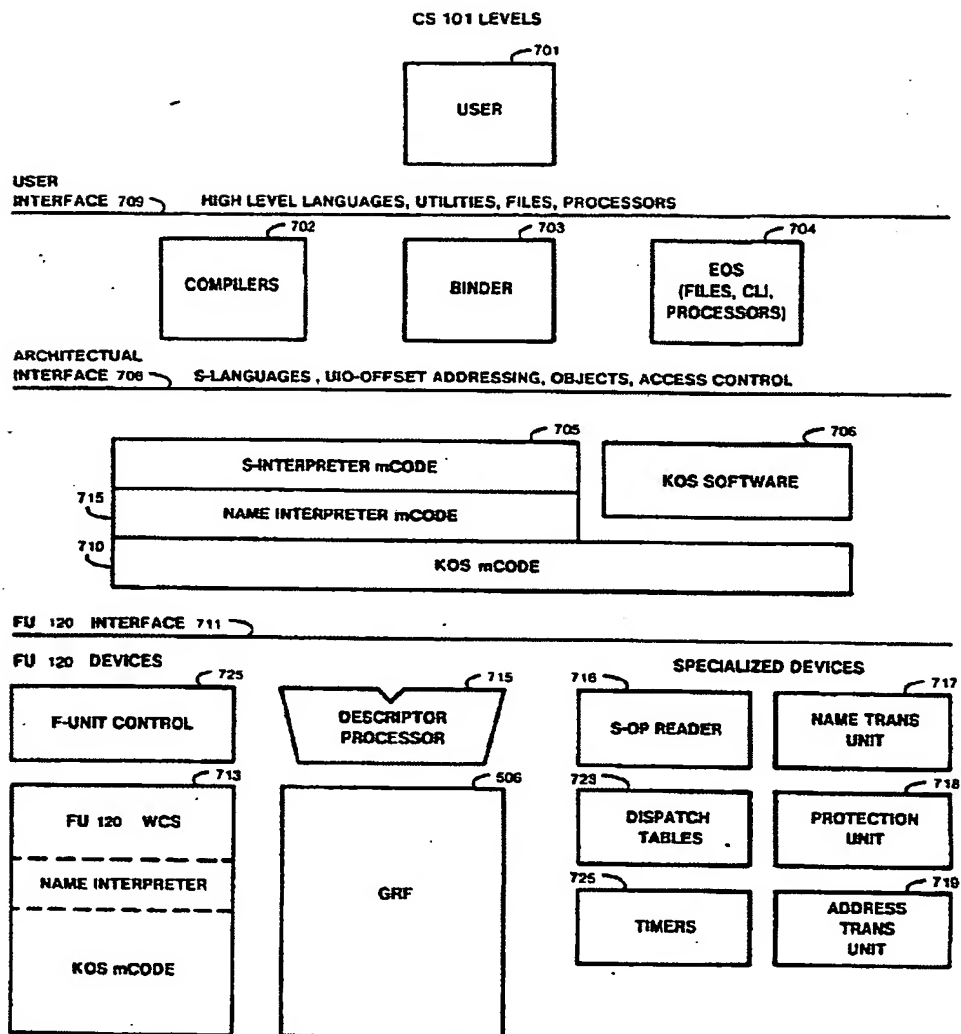 CS 101 LEVELS
701
USER
USER
INTERFACE 709 HIGH LEVEL LANGUAGES, UTILITIES, FILES, PROCESSORS
702
703
704
COMPILERS
BINDER
EOS
(FILES, CLI,
PROCESSORS)
ARCHITECTUAL
INTERFACE 708 S-LANGUAGES , UIO-OFFSET ADDRESSING, OBJECTS, ACCESS CONTROL
705
706
S-INTERPRETER mCODE
KOS SOFTWARE
715
NAME INTERPRETER mCODE
710
KOS mCODE
FU 120 INTERFACE 711
FU 120 DEVICES
SPECIALIZED DEVICES
725
715
716
717
F-UNIT CONTROL
DESCRIPTOR
PROCESSOR
S-OP READER
NAME TRANS
UNIT
713
506
723
718
FU 120 WCS
DISPATCH
TABLES
PROTECTION
UNIT
NAME INTERPRETER
GRF
725
719
TIMERS
ADDRESS
TRANS
UNIT
KOS mCODE